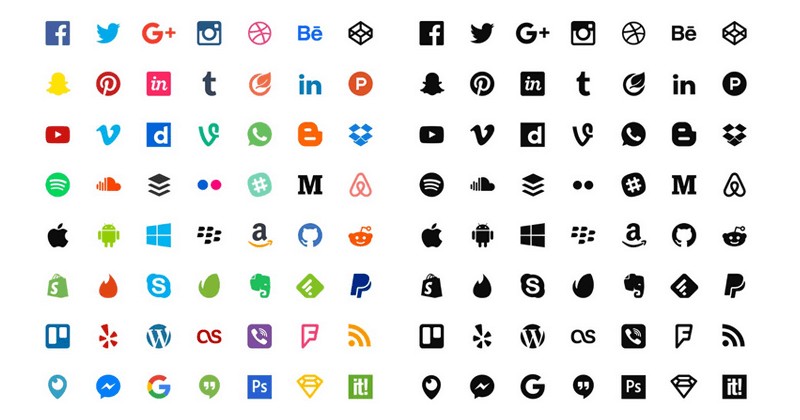 f G+ Bē f G+ Bē
in t in P in t in P
v d B v d B
M M
a a
S S P S S P
W as F W as F
G Ps it! G Ps it!